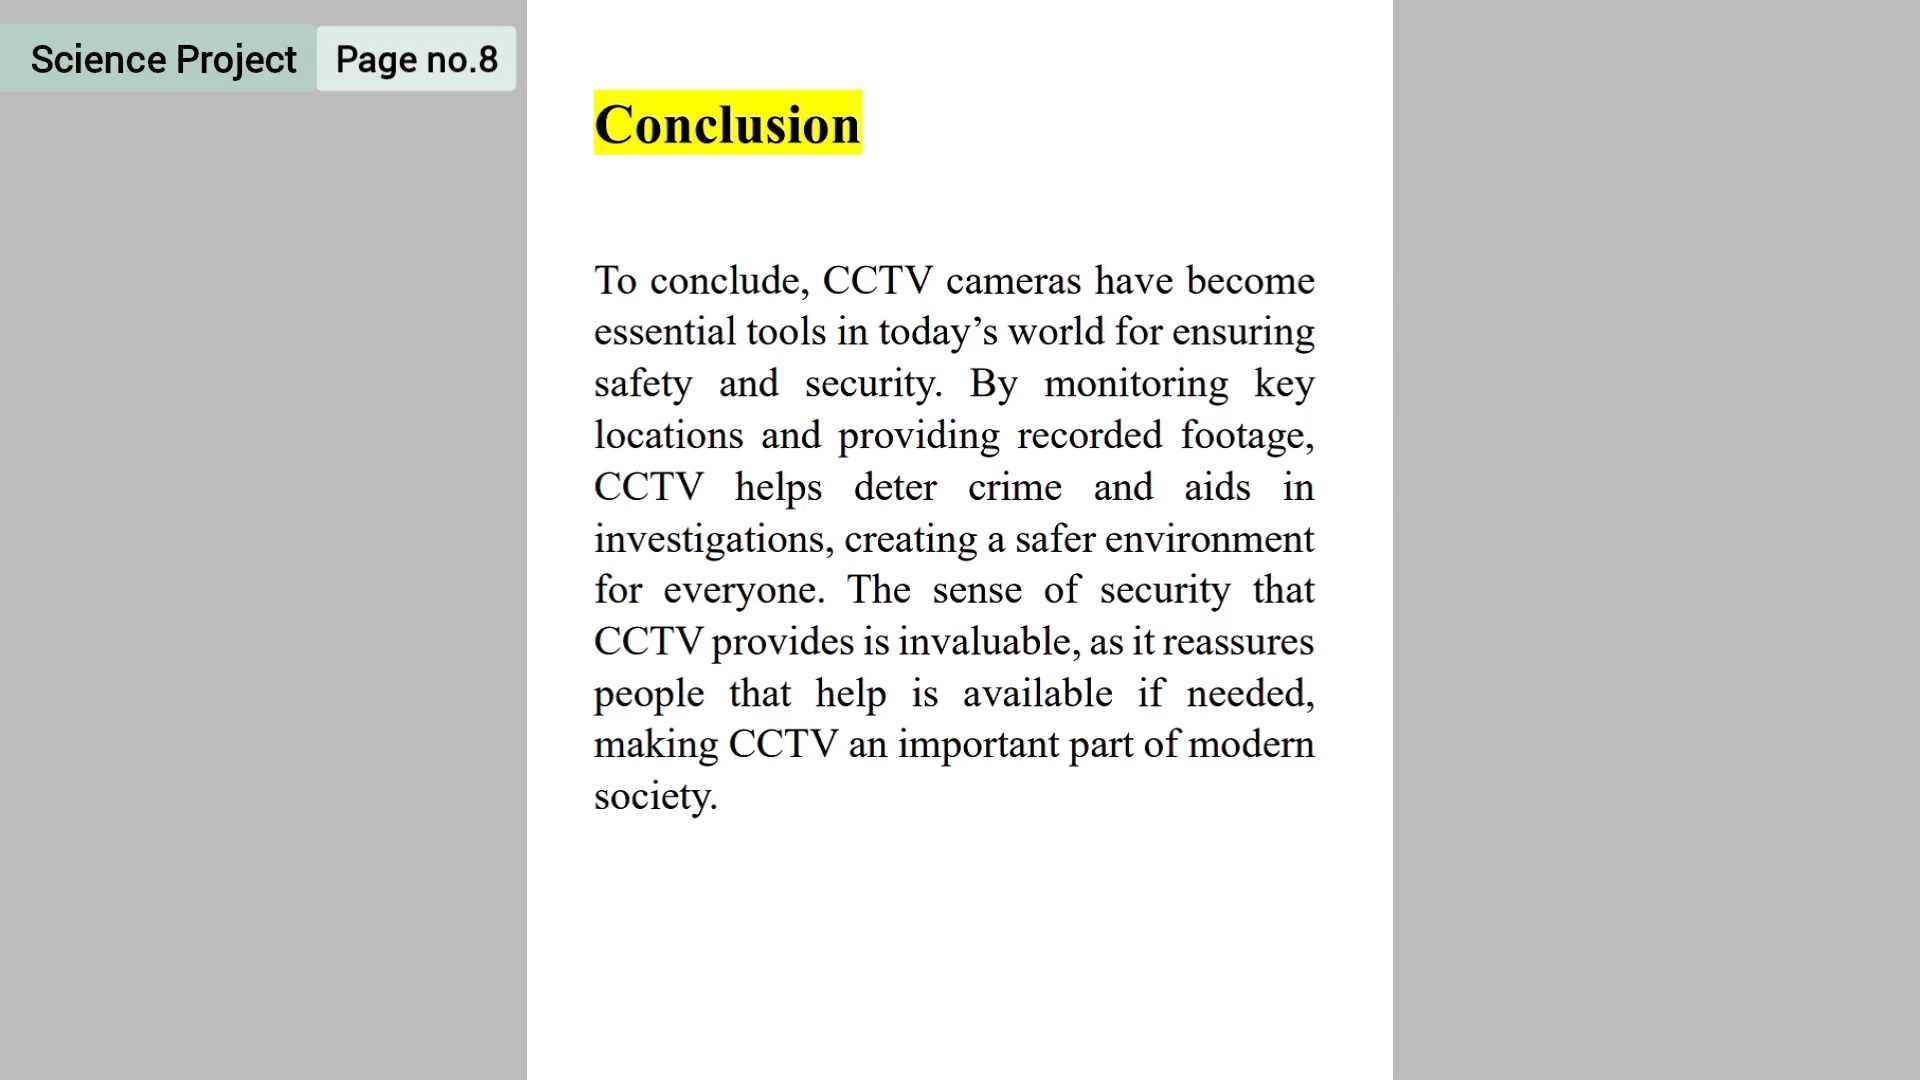 Science Project
Page no.8
Conclusion
To conclude, CCTV cameras have become
essential tools in today’s world for ensuring
safety and security. By monitoring key
locations and providing recorded footage,
CCTV helps deter crime and aids in
investigations, creating a safer environment
for everyone. The sense of security that
CCTV provides is invaluable, as it reassures
people that help is available if needed,
making CCTV an important part of modern
society.